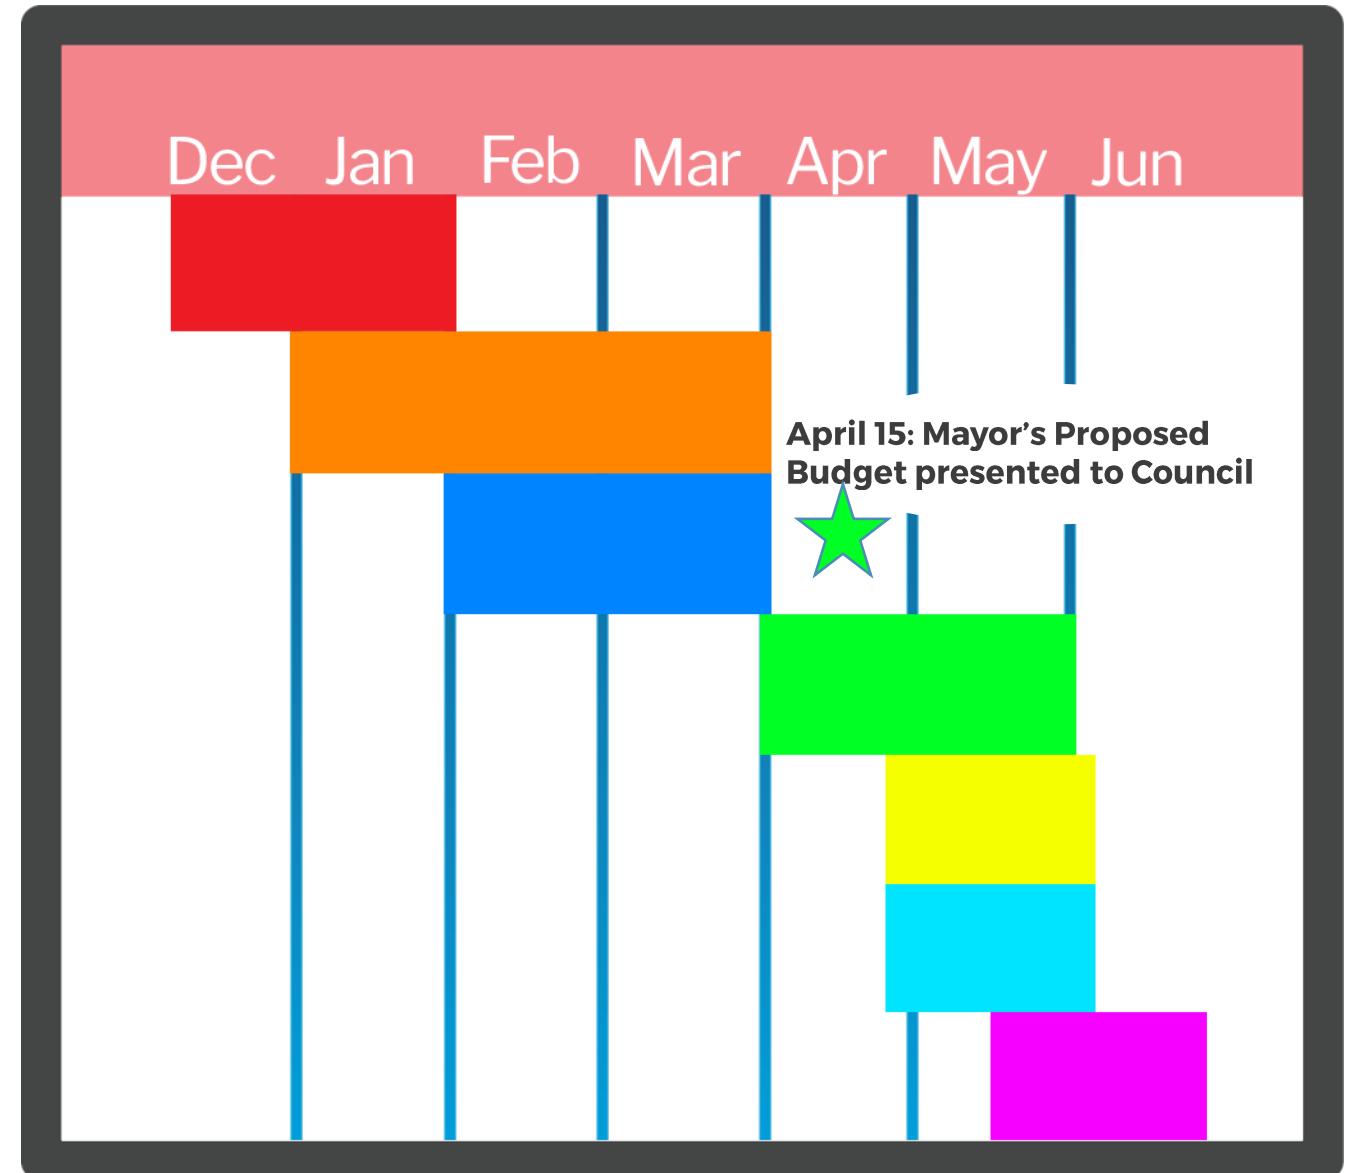 Dec Jan Feb Mar Apr May Jun
April 15: Mayor’s Proposed
Budget presented to Council